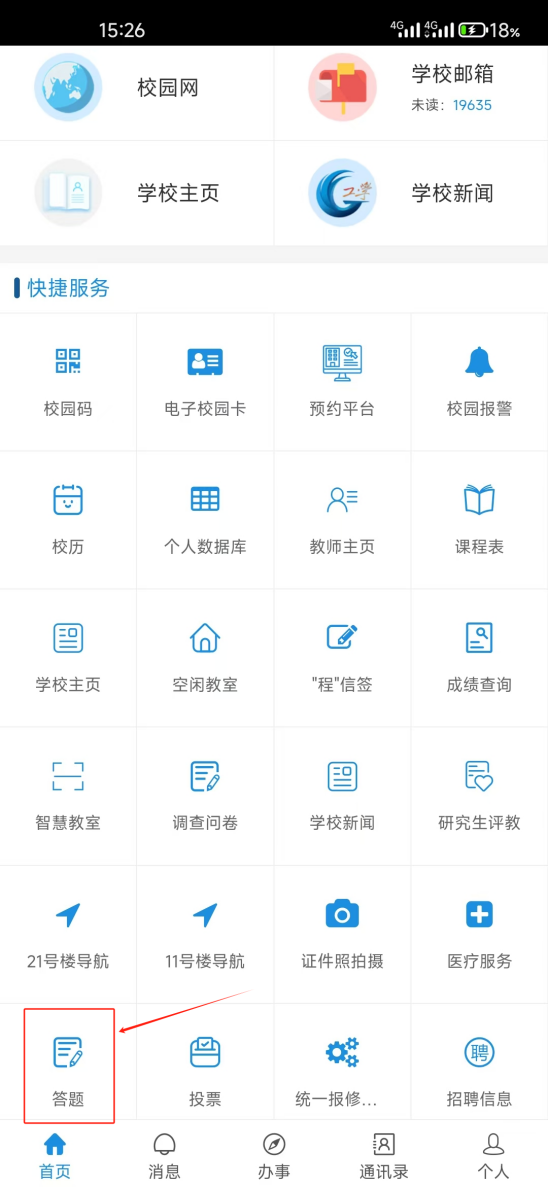 15:26
4G 4G 18%
校园网
学校邮箱
未读：19635
学校主页
工·学
学校新闻
快捷服务
校园码
电子校园卡
预约平台
校园报警
校历
个人数据库
教师主页
课程表
学校主页
空闲教室
"程"信签
成绩查询
智慧教室
调查问卷
学校新闻
研究生评教
21号楼导航
11号楼导航
证件照拍摄
医疗服务
答题
投票
统一报修...
聘
招聘信息
首页
消息
办事
通讯录
个人